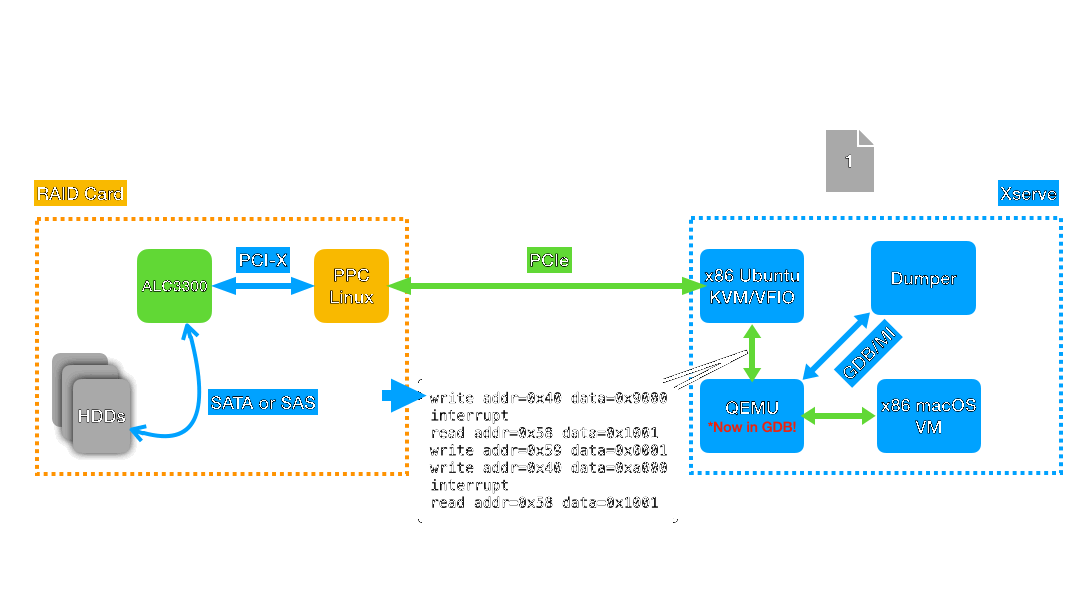 1
RAID Card
Xserve
PCI-X
PCIe
ALC3300
PPC
Linux
x86 Ubuntu
KVM/VFIO
Dumper
GDB/MI
HDDs
SATA or SAS
write addr=0x40 data=0x9000
interrupt
read addr=0x58 data=0x1001
write addr=0x59 data=0x0001
write addr=0x40 data=0xa000
interrupt
read addr=0x58 data=0x1001
QEMU
*Now in GDB!
x86 macOS
VM